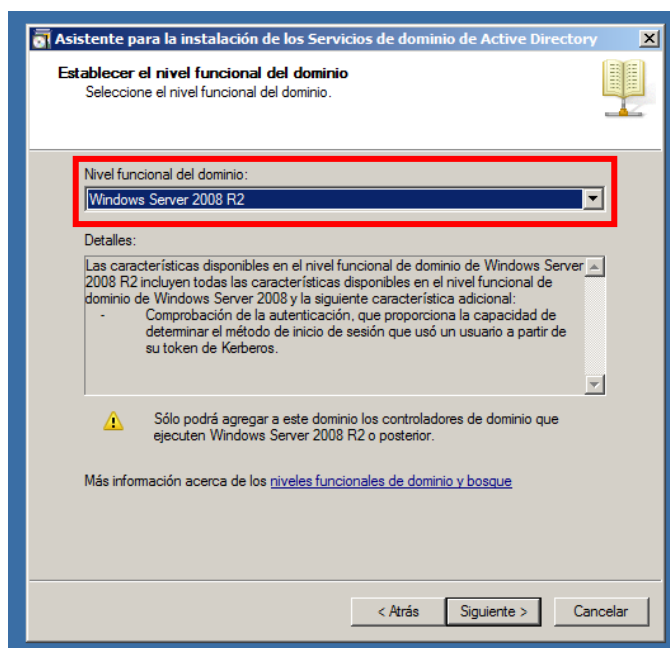 Asistente para la instalación de los Servicios de dominio de Active Directory
Establecer el nivel funcional del dominio
Seleccione el nivel funcional del dominio.
Nivel funcional del dominio:
Windows Server 2008 R2
Detalles:
Las características disponibles en el nivel funcional de dominio de Windows Server
2008 R2 incluyen todas las características disponibles en el nivel funcional de
dominio de Windows Server 2008 y la siguiente característica adicional:
- Comprobación de la autenticación, que proporciona la capacidad de
determinar el método de inicio de sesión que usó un usuario a partir de
su token de Kerberos.
Sólo podrá agregar a este dominio los controladores de dominio que
ejecuten Windows Server 2008 R2 o posterior.
Más información acerca de los niveles funcionales de dominio y bosque
< Atrás Siguiente > Cancelar